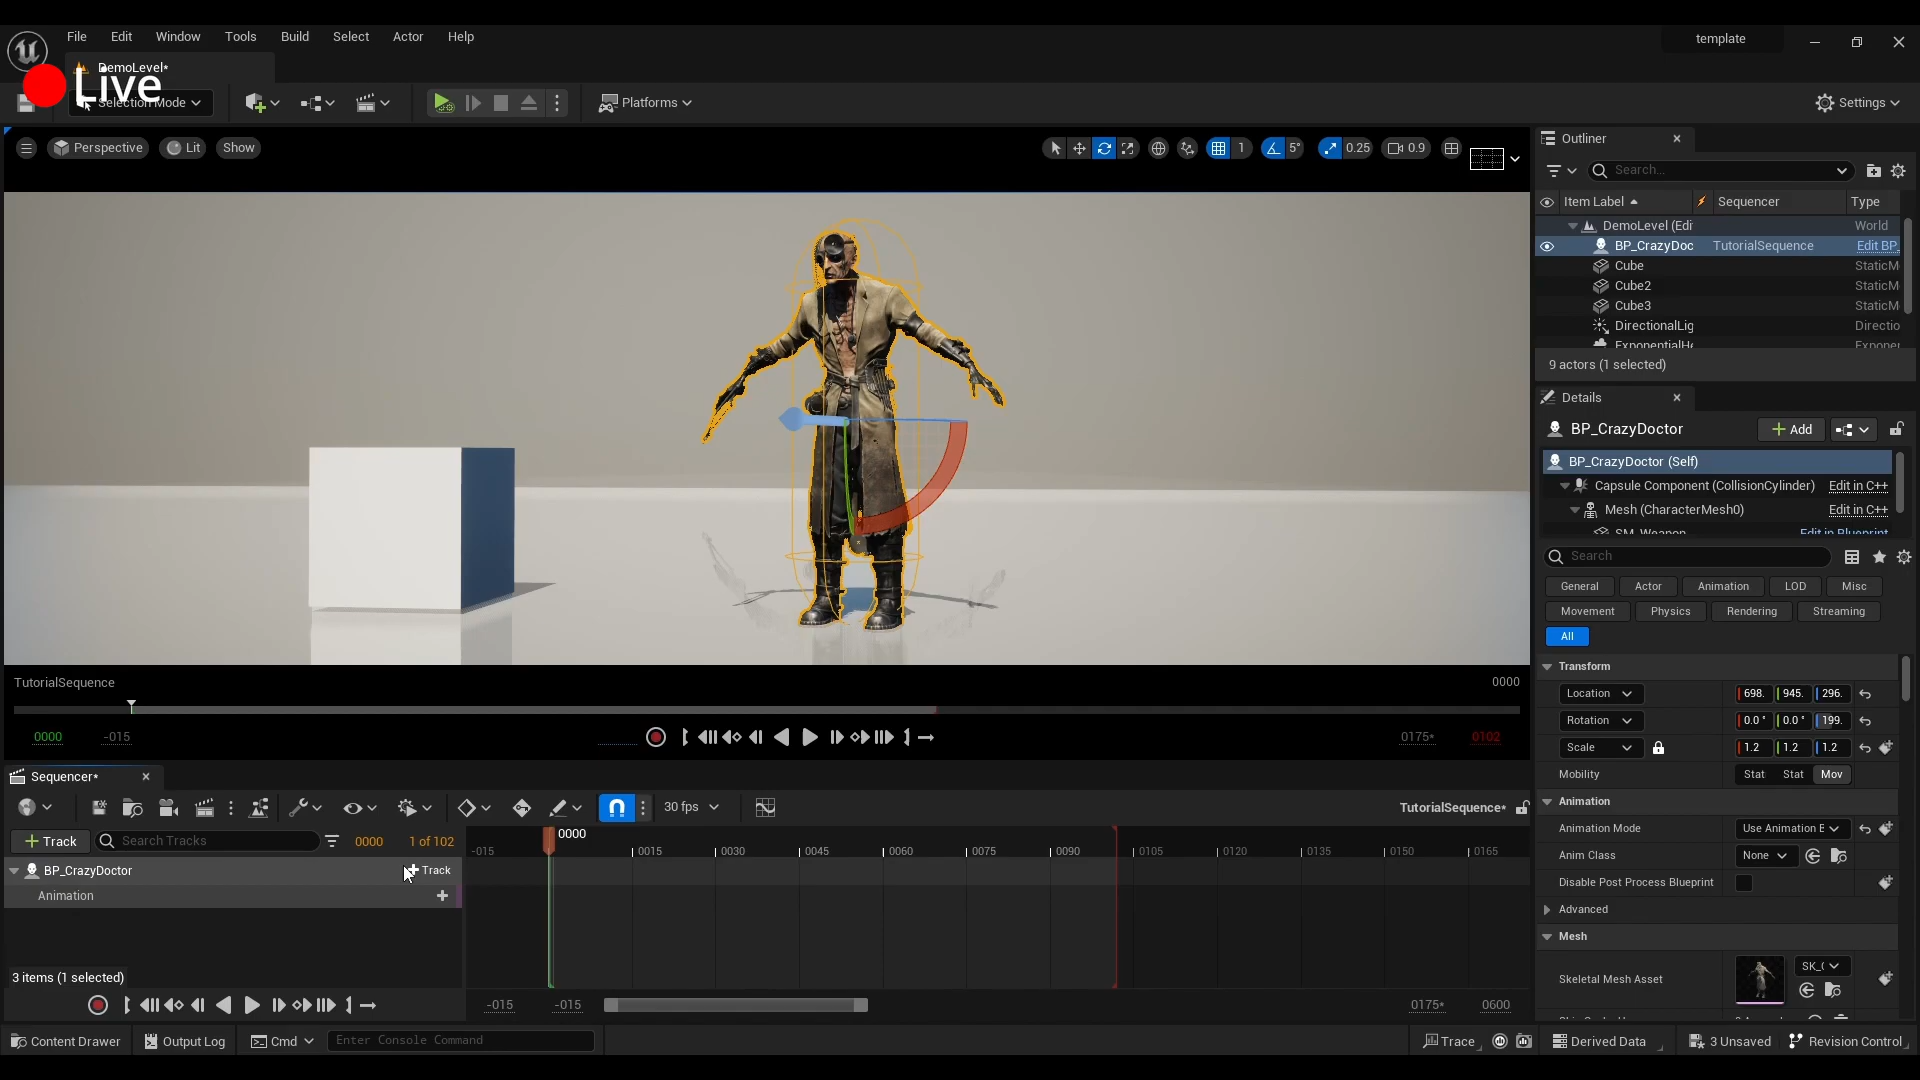 File Edit Window Tools Build Select Actor Help
template
DemoLevel*
Live
Selection Mode
Platforms
Settings
Perspective
Lit
Show
1
5°
0.25
0.9
Outliner
Search...
Item Label
Sequencer
Type
DemoLevel (Edi
World
BP_CrazyDoc
TutorialSequence
Edit BP_
Cube
StaticM
Cube2
StaticM
Cube3
StaticM
DirectionalLig
Directio
ExponentialHe
Exponen
9 actors (1 selected)
Details
BP_CrazyDoctor
Add
BP_CrazyDoctor (Self)
Capsule Component (CollisionCylinder)
Edit in C++
Mesh (CharacterMesh0)
Edit in C++
SM_Weapon
Edit in Blueprint
Search
General
Actor
Animation
LOD
Misc
Movement
Physics
Rendering
Streaming
All
Transform
Location
698.
945.
296.
Rotation
0.0 °
0.0 °
199.
Scale
1.2
1.2
1.2
Mobility
Stat
Stat
Mov
Animation
Animation Mode
Use Animation B
Anim Class
None
Disable Post Process Blueprint
Advanced
Mesh
Skeletal Mesh Asset
SK_(
TutorialSequence
0000
0000
-015
0175*
0102
Sequencer*
30 fps
TutorialSequence*
Track
Search Tracks
0000
1 of 102
0000
-015
0015
0030
0045
0060
0075
0090
0105
0120
0135
0150
0165
BP_CrazyDoctor
Track
Animation
3 items (1 selected)
-015
-015
0175*
0600
Content Drawer
Output Log
Cmd
Enter Console Command
Trace
Derived Data
3 Unsaved
Revision Control